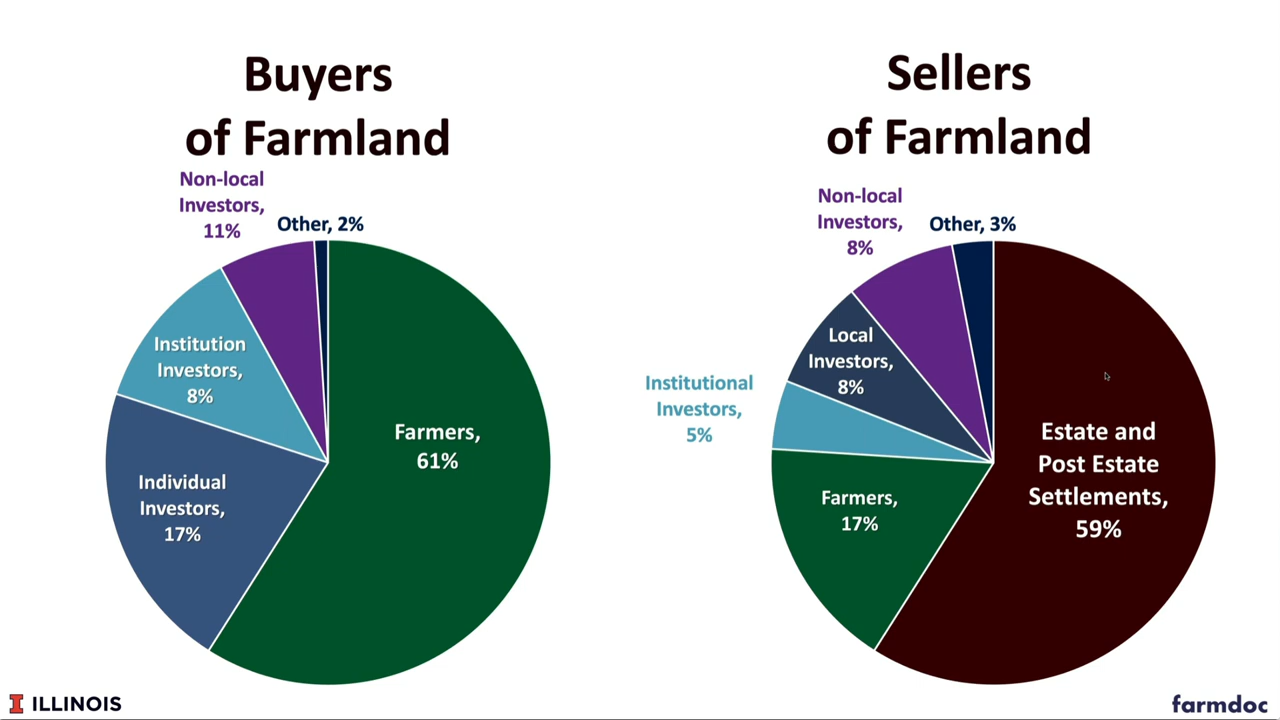 Buyers
of Farmland
Non-local
Investors,
11%
Other, 2%
Institution
Investors,
8%
Farmers,
61%
Individual
Investors,
17%
Sellers
of Farmland
Non-local
Investors,
8%
Other, 3%
Local
Investors,
8%
Institutional
Investors,
5%
Estate and
Post Estate
Settlements,
59%
Farmers,
17%
I ILLINOIS
farmdoc